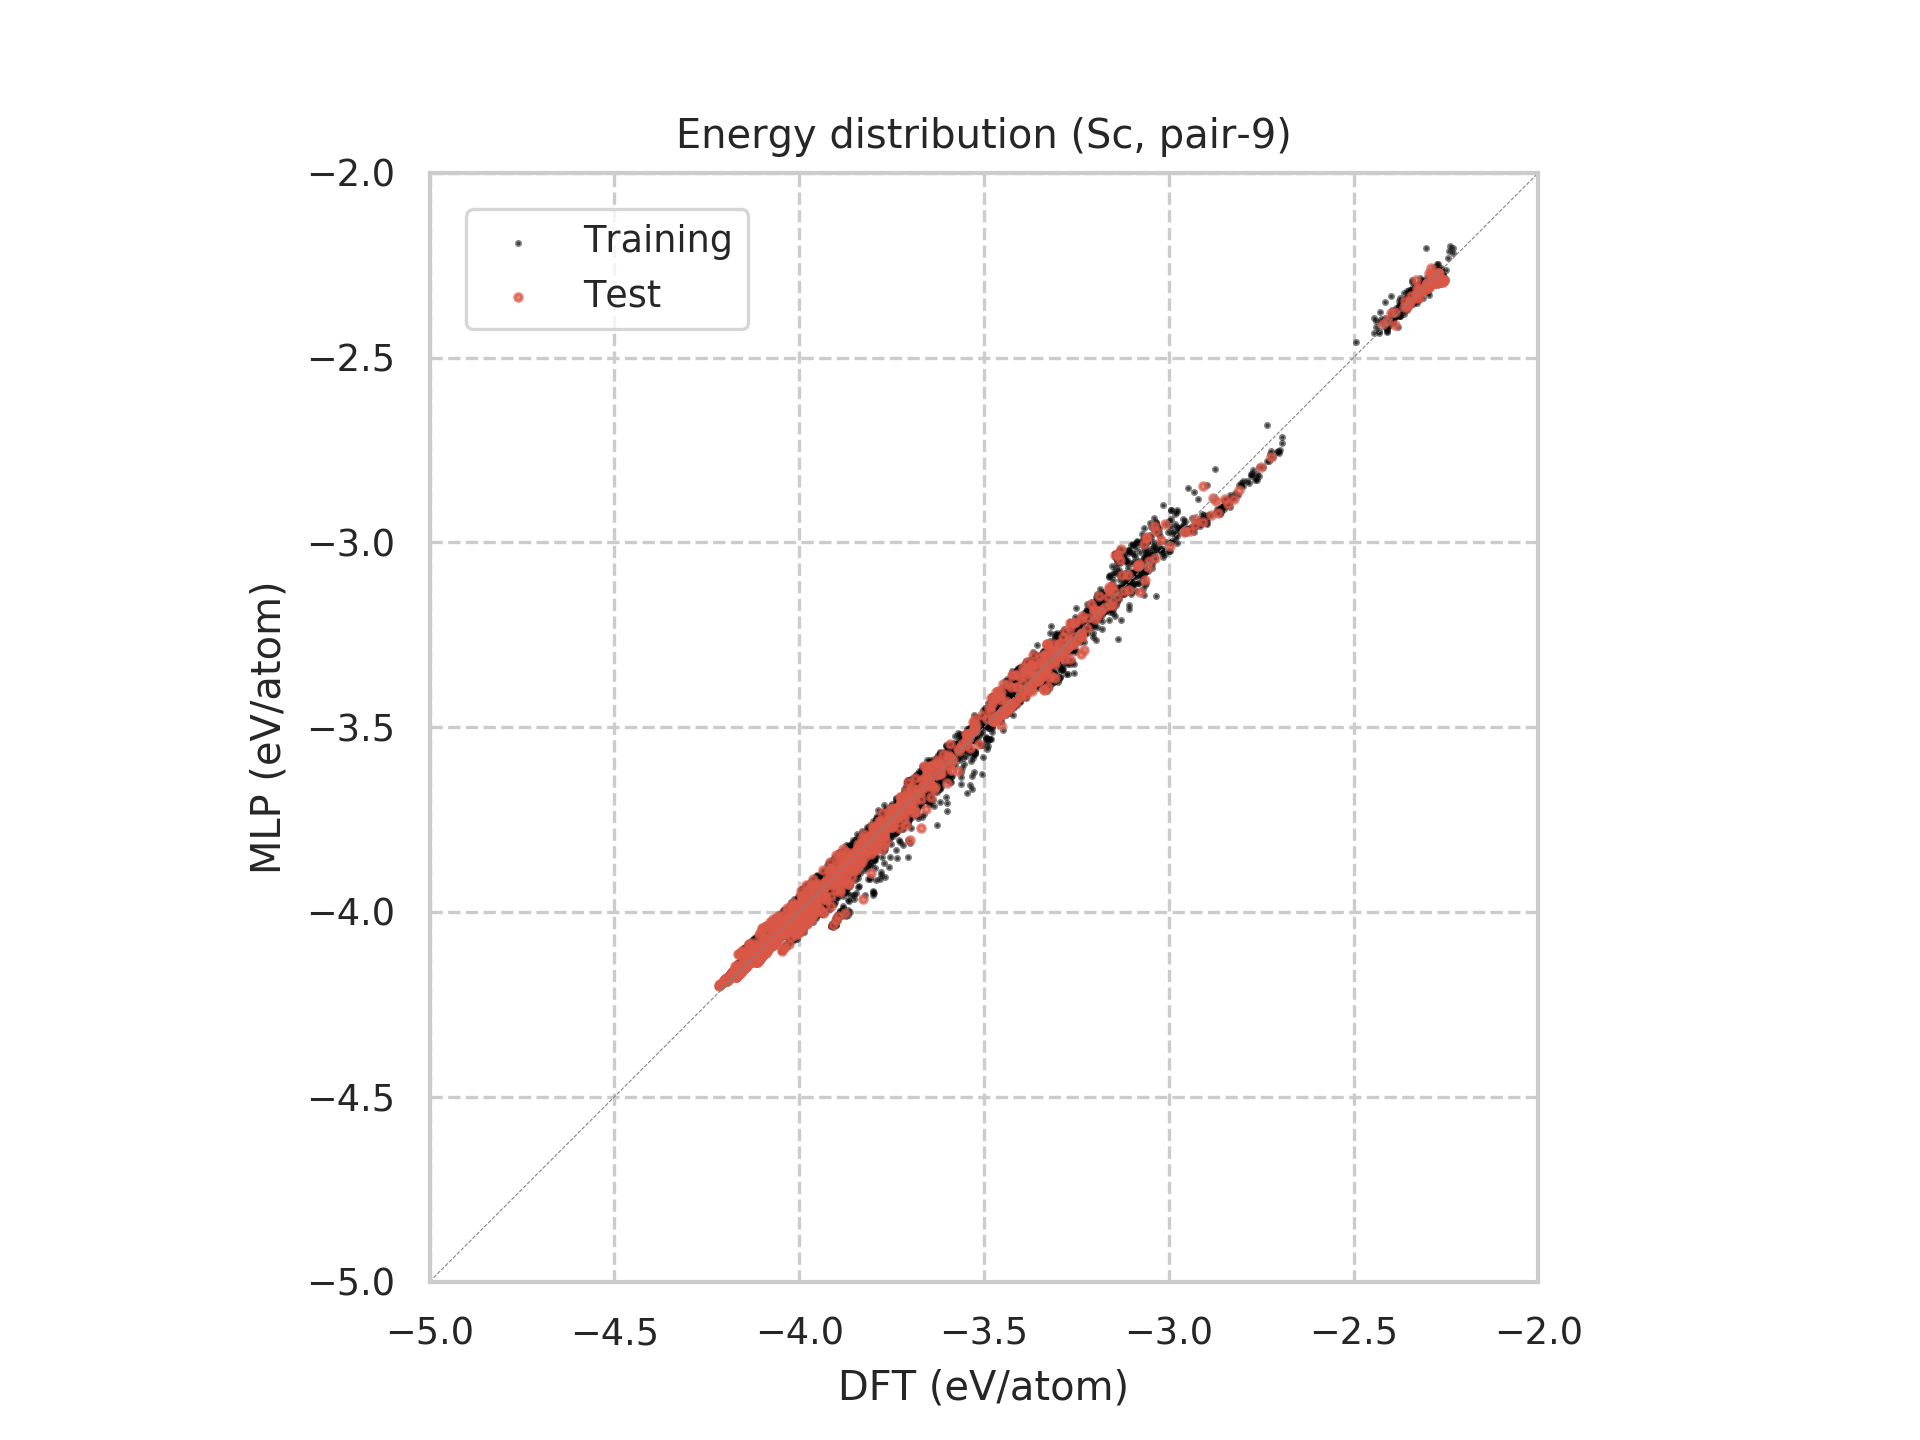 Energy distribution (Sc, pair-9)
Training
Test
−2.0
−2.5
−3.0
−3.5
−4.0
−4.5
−5.0
MLP (eV/atom)
−5.0 −4.5 −4.0 −3.5 −3.0 −2.5 −2.0
DFT (eV/atom)